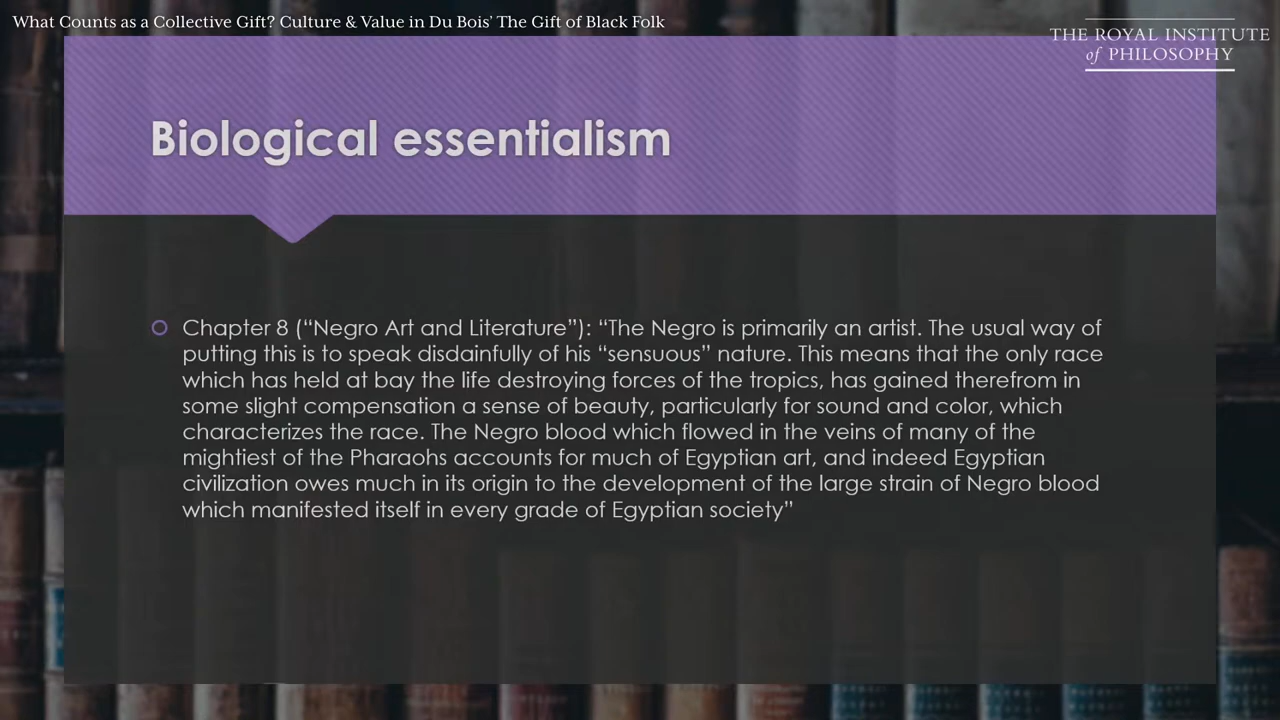 What Counts as a Collective Gift? Culture & Value in Du Bois’ The Gift of Black Folk
THE ROYAL INSTITUTE
of PHILOSOPHY
Biological essentialism
Chapter 8 (“Negro Art and Literature”): “The Negro is primarily an artist. The usual way of
putting this is to speak disdainfully of his “sensuous” nature. This means that the only race
which has held at bay the life destroying forces of the tropics, has gained therefrom in
some slight compensation a sense of beauty, particularly for sound and color, which
characterizes the race. The Negro blood which flowed in the veins of many of the
mightiest of the Pharaohs accounts for much of Egyptian art, and indeed Egyptian
civilization owes much in its origin to the development of the large strain of Negro blood
which manifested itself in every grade of Egyptian society”